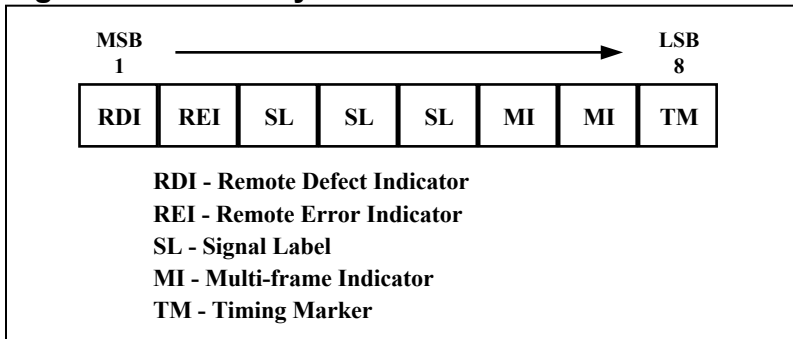 MSB LSB
1 8
RDI REI SL SL SL MI MI TM
RDI - Remote Defect Indicator
REI - Remote Error Indicator
SL - Signal Label
MI - Multi-frame Indicator
TM - Timing Marker